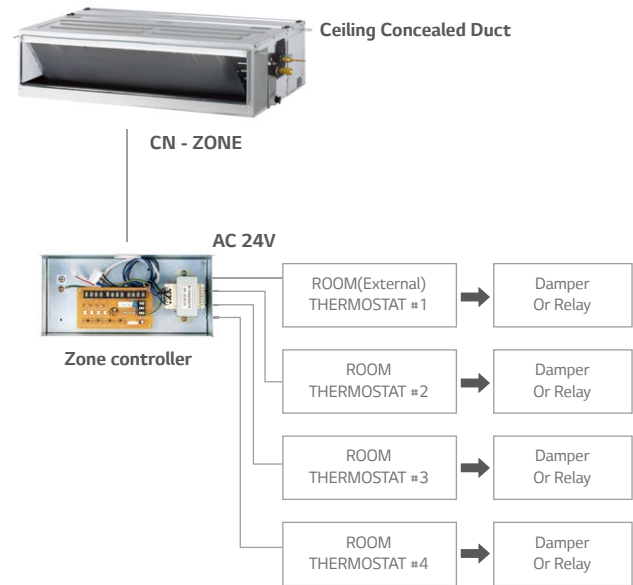 Ceiling Concealed Duct
CN - ZONE
AC 24V
Zone controller
ROOM(External)
THERMOSTAT #1
Damper
Or Relay
ROOM
THERMOSTAT #2
Damper
Or Relay
ROOM
THERMOSTAT #3
Damper
Or Relay
ROOM
THERMOSTAT #4
Damper
Or Relay